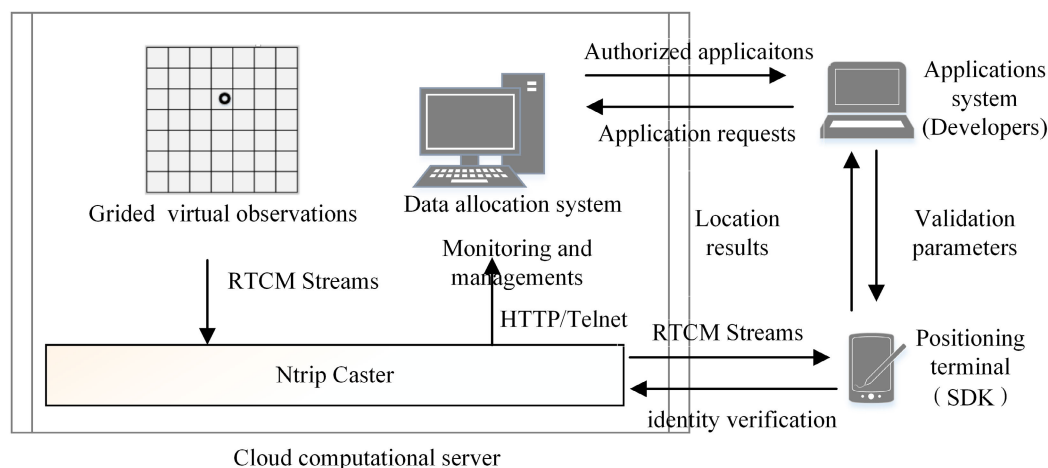 Authorized applicaitons
Applications
system
(Developers)
Application requests
Grided virtual observations
Data allocation system
Location
results
Validation
parameters
Monitoring and
managements
RTCM Streams
HTTP/Telnet
RTCM Streams
Positioning
terminal
（ SDK ）
Ntrip Caster
identity verification
Cloud computational server